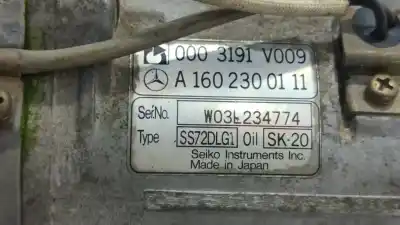 000 3191 V009
A 160 230 01 11
Ser.No. W03L234774
Type SS72DLG1 Oil SK-20
Seiko Instruments Inc.
Made in Japan